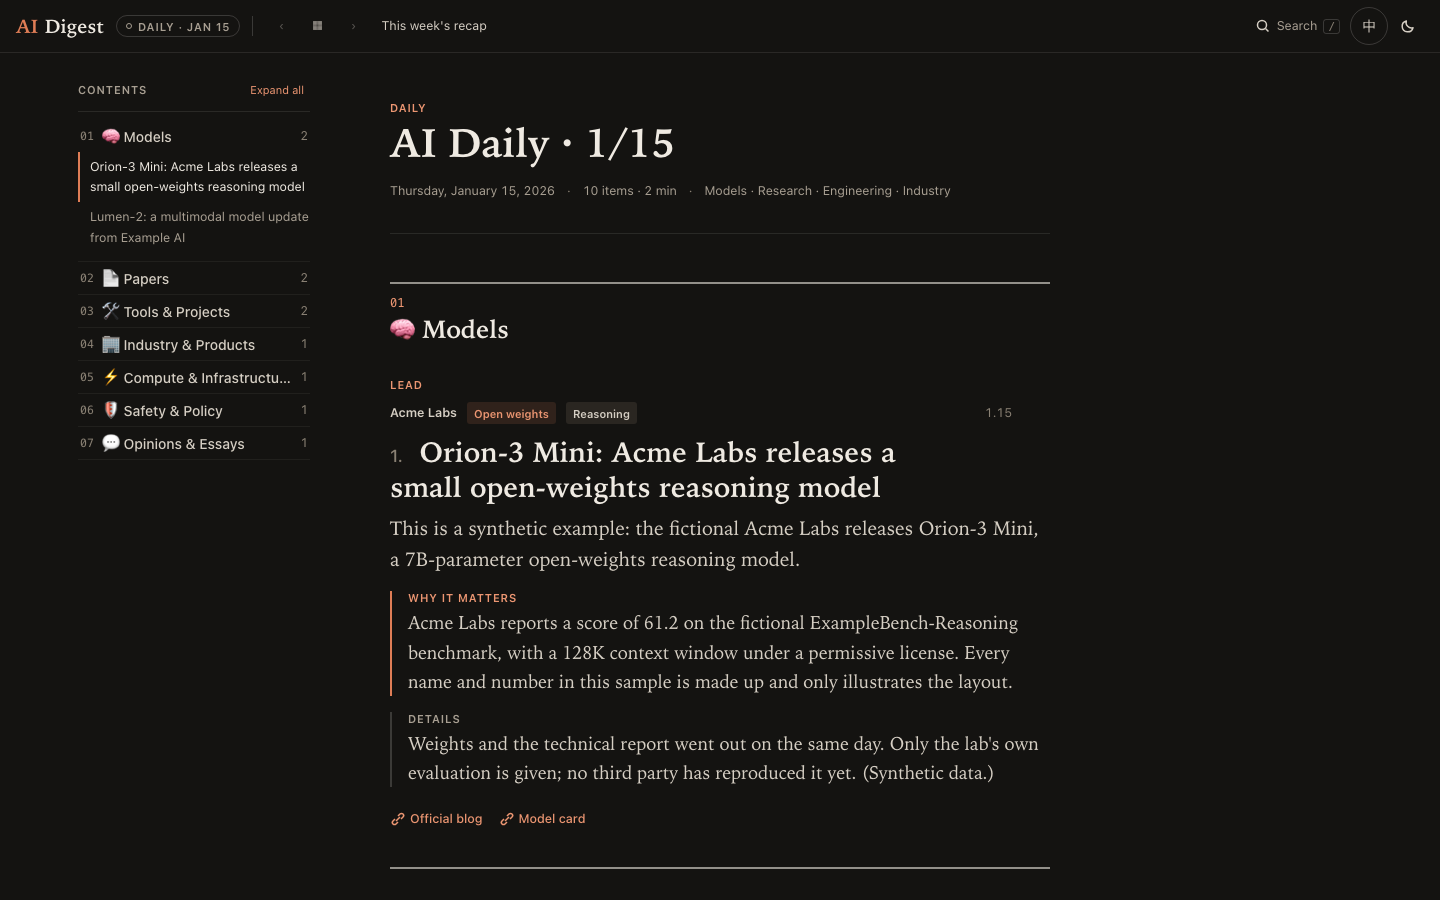 AI Digest
DAILY · JAN 15
This week's recap
Search /
中
CONTENTS
Expand all
01 🧠 Models 2
Orion-3 Mini: Acme Labs releases a
small open-weights reasoning model
Lumen-2: a multimodal model update
from Example AI
02 📄 Papers 2
03 🛠 Tools & Projects 2
04 🏢 Industry & Products 1
05 ⚡ Compute & Infrastructu... 1
06 🛡 Safety & Policy 1
07 💬 Opinions & Essays 1
DAILY
AI Daily · 1/15
Thursday, January 15, 2026 · 10 items · 2 min · Models · Research · Engineering · Industry
01
🧠 Models
LEAD
Acme Labs Open weights Reasoning 1.15
1. Orion-3 Mini: Acme Labs releases a
small open-weights reasoning model
This is a synthetic example: the fictional Acme Labs releases Orion-3 Mini,
a 7B-parameter open-weights reasoning model.
WHY IT MATTERS
Acme Labs reports a score of 61.2 on the fictional ExampleBench-Reasoning
benchmark, with a 128K context window under a permissive license. Every
name and number in this sample is made up and only illustrates the layout.
DETAILS
Weights and the technical report went out on the same day. Only the lab's own
evaluation is given; no third party has reproduced it yet. (Synthetic data.)
Official blog Model card